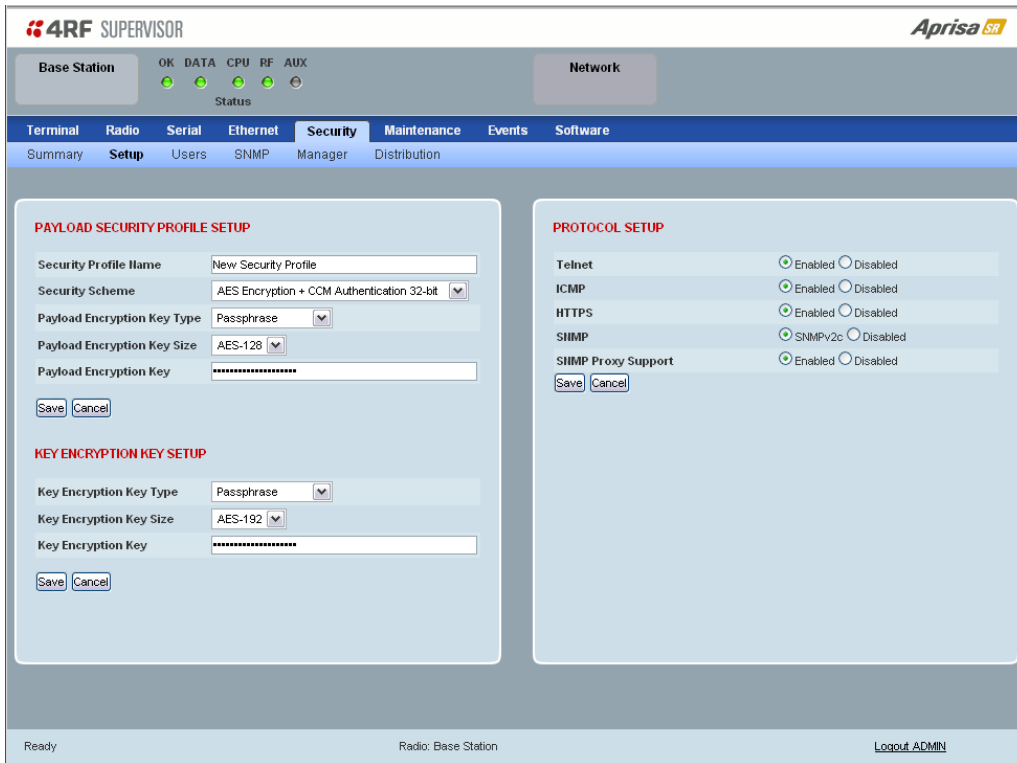 4RF SUPERVISOR
Aprisa SR
Base Station
OK DATA CPU RF AUX
Status
Network
Terminal Radio Serial Ethernet Security Maintenance Events Software
Summary Setup Users SNMP Manager Distribution
PAYLOAD SECURITY PROFILE SETUP
Security Profile Name New Security Profile
Security Scheme AES Encryption + CCM Authentication 32-bit
Payload Encryption Key Type Passphrase
Payload Encryption Key Size AES-128
Payload Encryption Key ••••••••••••••••••••
Save Cancel
KEY ENCRYPTION KEY SETUP
Key Encryption Key Type Passphrase
Key Encryption Key Size AES-192
Key Encryption Key ••••••••••••••••••••
Save Cancel
PROTOCOL SETUP
Telnet Enabled Disabled
ICMP Enabled Disabled
HTTPS Enabled Disabled
SNMP SNMPv2c Disabled
SNMP Proxy Support Enabled Disabled
Save Cancel
Ready
Radio: Base Station
Logout ADMIN